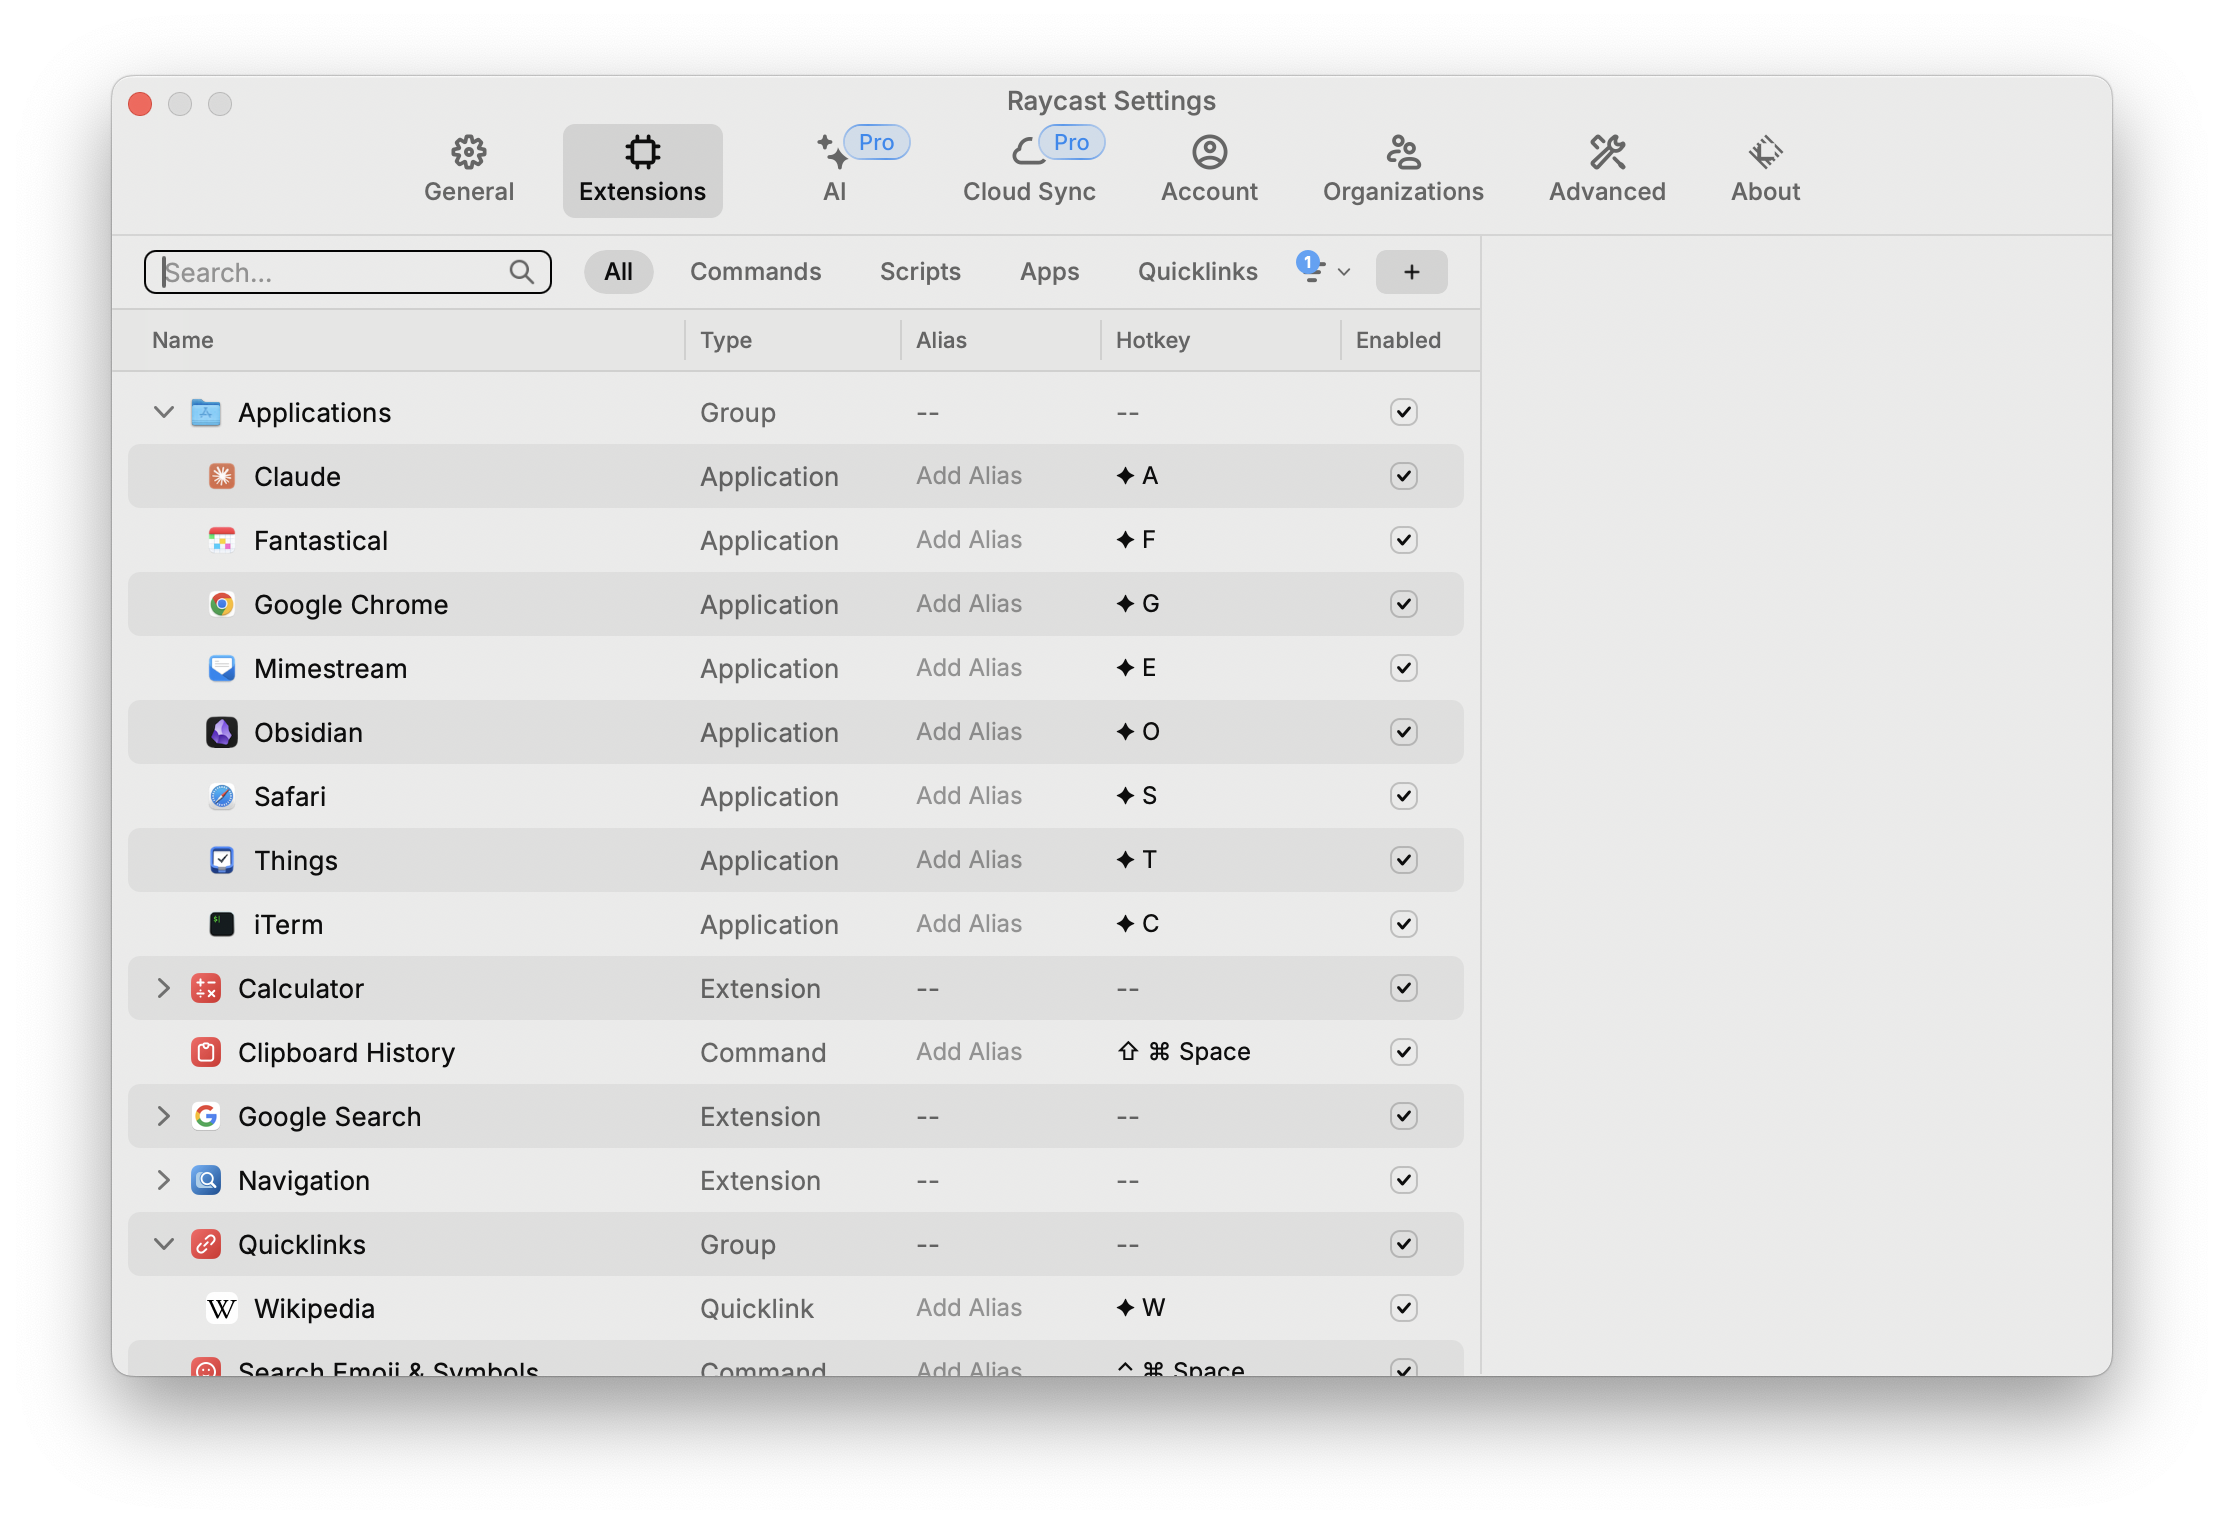 Raycast Settings
General
Extensions
Pro
AI
Pro
Cloud Sync
Account
Organizations
Advanced
About
Search...
All
Commands
Scripts
Apps
Quicklinks
1
+
Name Type Alias Hotkey Enabled
Applications Group -- --
Claude Application Add Alias ✦ A
Fantastical Application Add Alias ✦ F
Google Chrome Application Add Alias ✦ G
Mimestream Application Add Alias ✦ E
Obsidian Application Add Alias ✦ O
Safari Application Add Alias ✦ S
Things Application Add Alias ✦ T
iTerm Application Add Alias ✦ C
Calculator Extension -- --
Clipboard History Command Add Alias ⇧ ⌘ Space
Google Search Extension -- --
Navigation Extension -- --
Quicklinks Group -- --
W Wikipedia Quicklink Add Alias ✦ W
Search Emoji & Symbols Command Add Alias ^ ⌘ Space